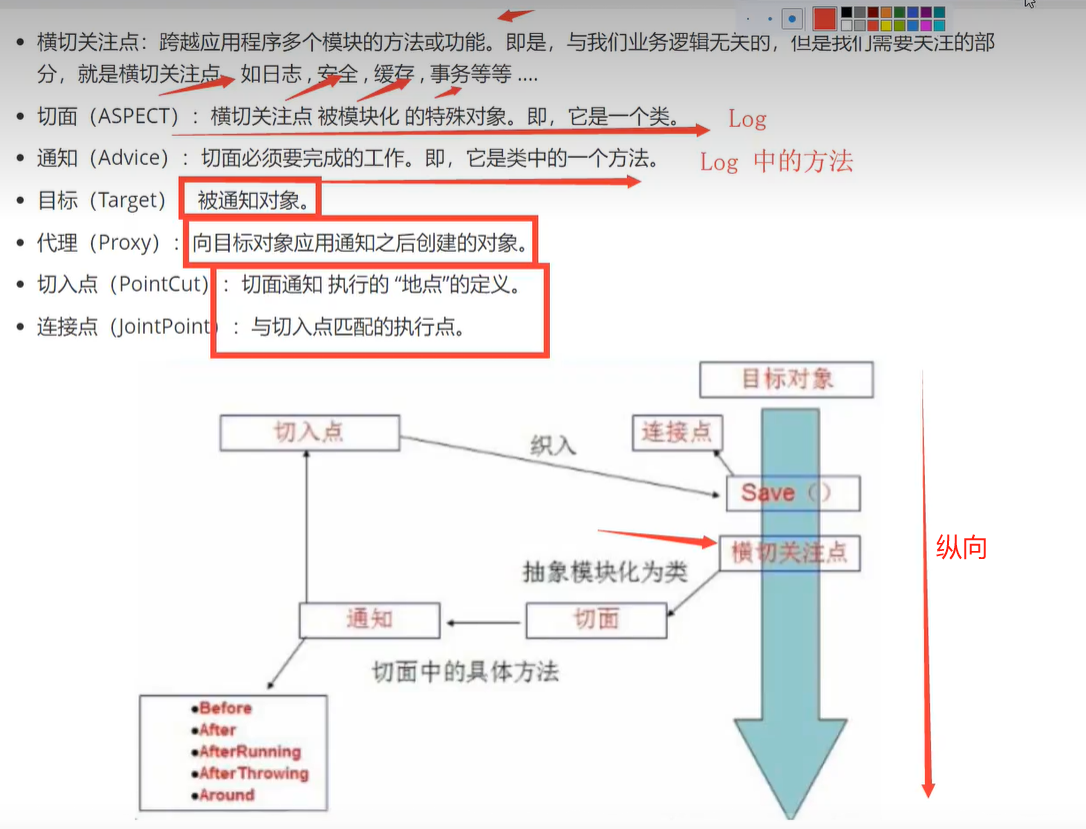 横切关注点：跨越应用程序多个模块的方法或功能。即是，与我们业务逻辑无关的，但是我们需要关注的部
分，就是横切关注点。如日志 , 安全 , 缓存 , 事务等等 ....
切面（ASPECT）：横切关注点 被模块化 的特殊对象。即，它是一个类。 Log
通知（Advice）：切面必须要完成的工作。即，它是类中的一个方法。 Log 中的方法
目标（Target） 被通知对象。
代理（Proxy）：向目标对象应用通知之后创建的对象。
切入点（PointCut）：切面通知 执行的 “地点”的定义。
连接点（JointPoint）：与切入点匹配的执行点。
目标对象
切入点
织入
连接点
Save（）
横切关注点
纵向
抽象模块化为类
通知
切面
切面中的具体方法
●Before
●After
●AfterRunning
●AfterThrowing
●Around